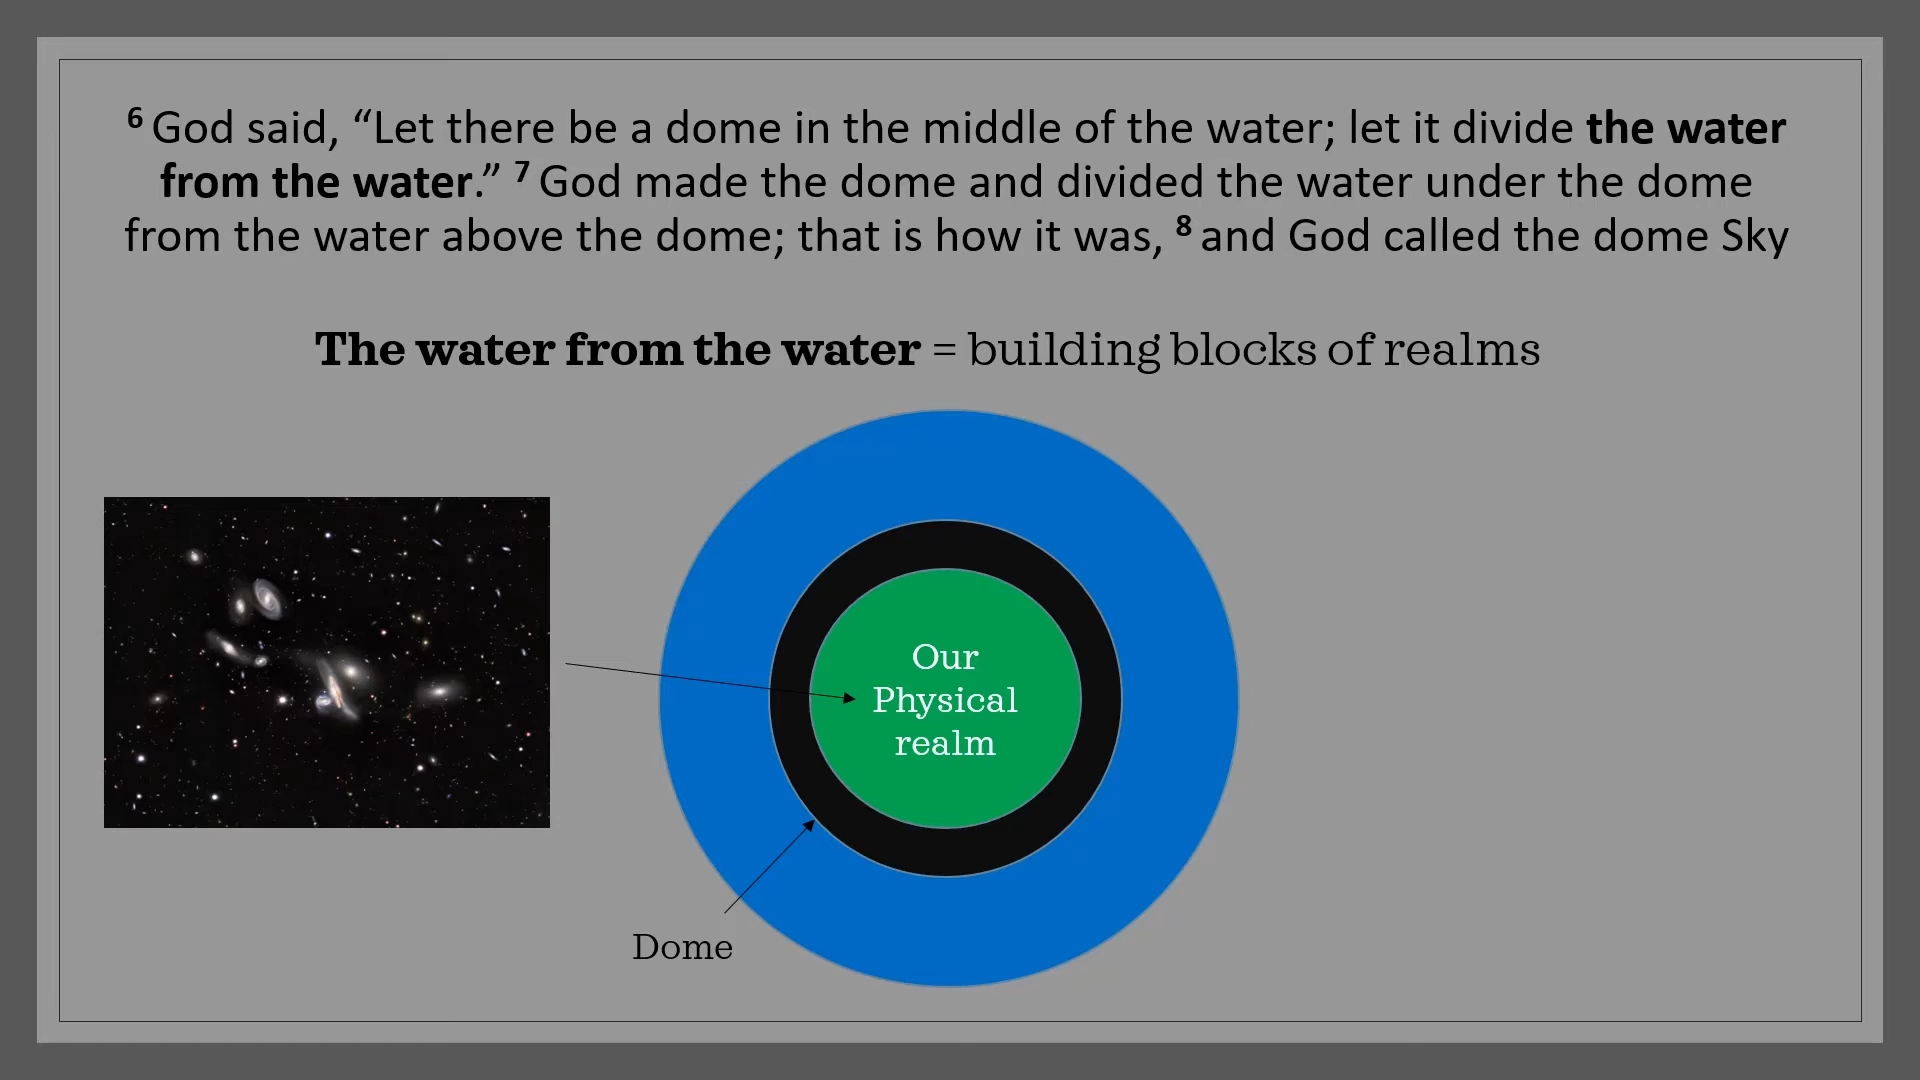 ⁶ God said, “Let there be a dome in the middle of the water; let it divide the water
from the water.” ⁷ God made the dome and divided the water under the dome
from the water above the dome; that is how it was, ⁸ and God called the dome Sky
The water from the water = building blocks of realms
Our
Physical
realm
Dome